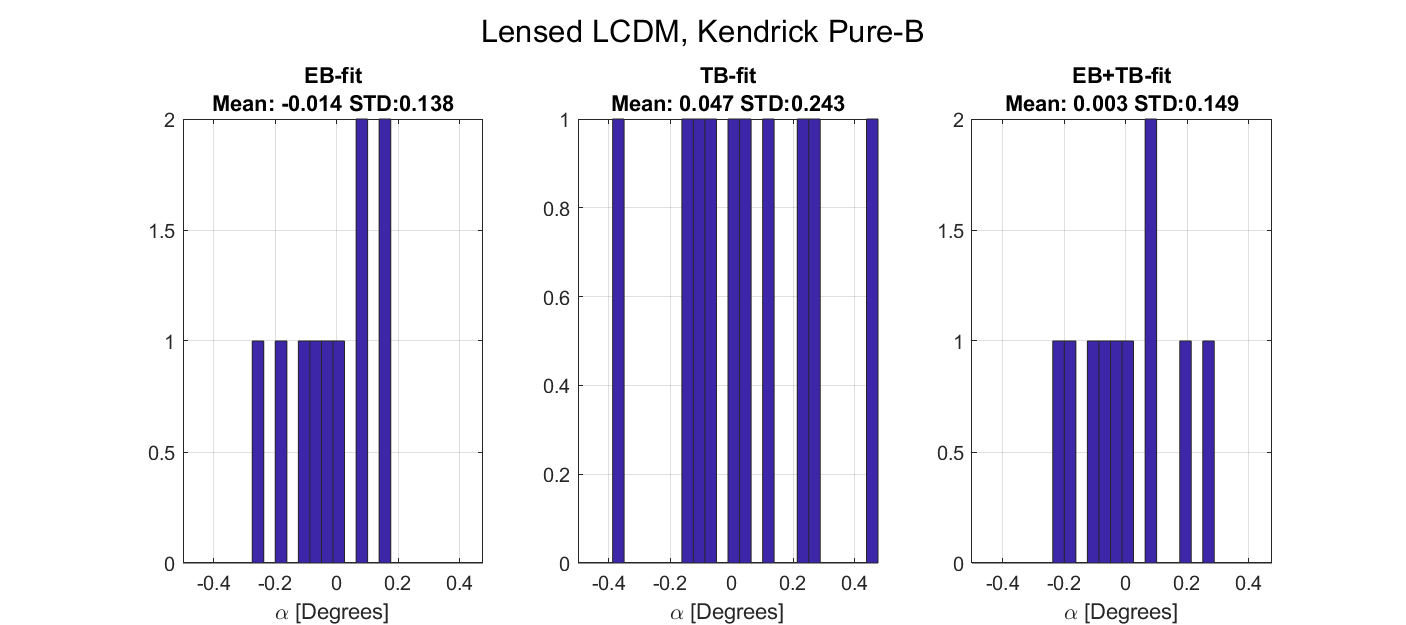 Lensed LCDM, Kendrick Pure-B
EB-fit
Mean: -0.014 STD:0.138
2
1.5
1
0.5
0
-0.4 -0.2 0 0.2 0.4
α [Degrees]
TB-fit
Mean: 0.047 STD:0.243
1
0.8
0.6
0.4
0.2
0
-0.4 -0.2 0 0.2 0.4
α [Degrees]
EB+TB-fit
Mean: 0.003 STD:0.149
2
1.5
1
0.5
0
-0.4 -0.2 0 0.2 0.4
α [Degrees]